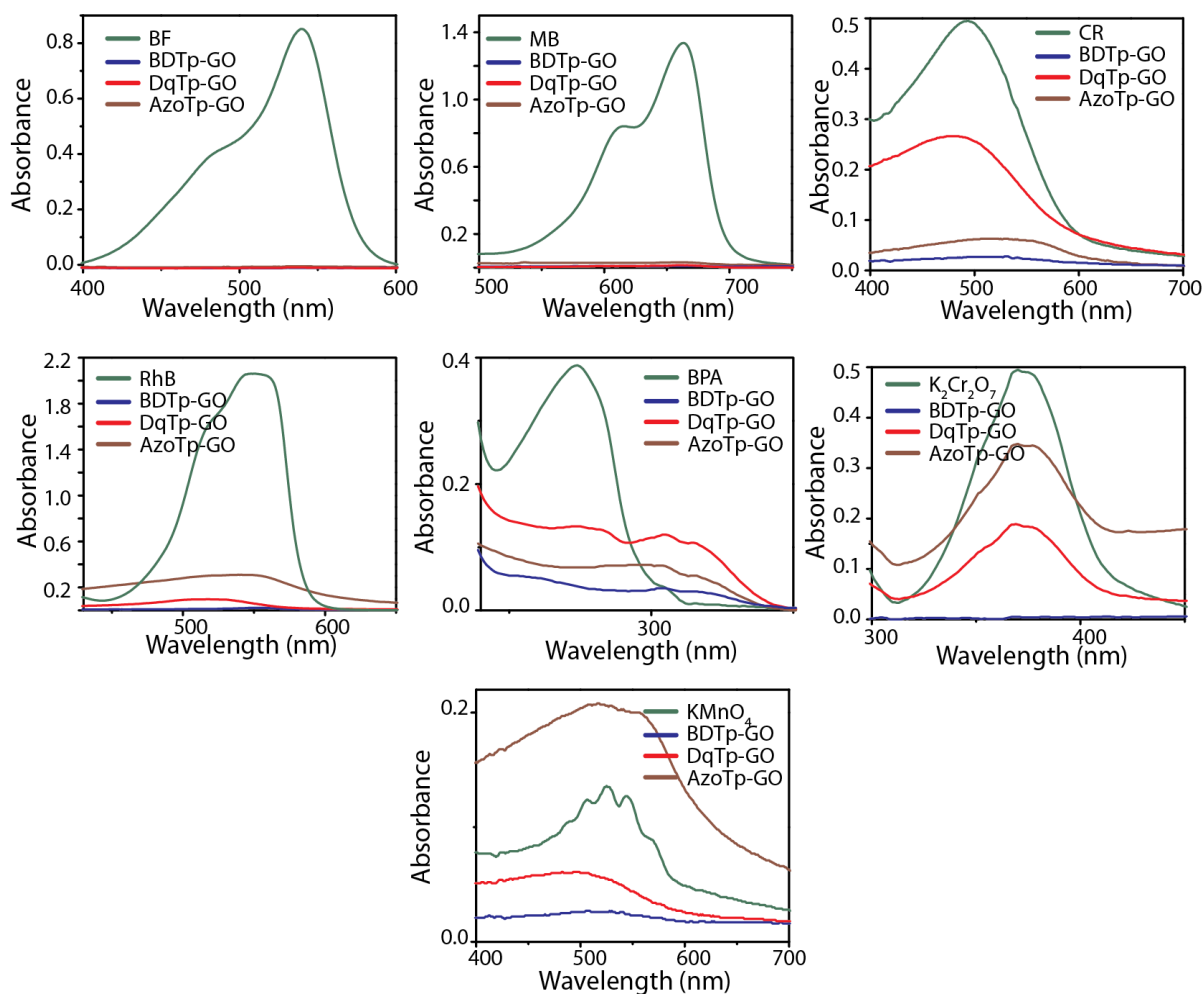 0.8
0.4
0.0
Absorbance
BF
BDTp-GO
DqTp-GO
AzoTp-GO
400 500 600
Wavelength (nm)
1.4
1.0
0.6
0.2
Absorbance
MB
BDTp-GO
DqTp-GO
AzoTp-GO
500 600 700
Wavelength (nm)
0.5
0.4
0.3
0.2
0.1
0.0
Absorbance
CR
BDTp-GO
DqTp-GO
AzoTp-GO
400 500 600 700
Wavelength (nm)
2.2
1.8
1.4
1.0
0.6
0.2
Absorbance
RhB
BDTp-GO
DqTp-GO
AzoTp-GO
500 600
Wavelength (nm)
0.4
0.2
0.0
Absorbance
BPA
BDTp-GO
DqTp-GO
AzoTp-GO
300
Wavelength (nm)
0.5
0.4
0.3
0.2
0.1
0.0
Absorbance
K₂Cr₂O₇
BDTp-GO
DqTp-GO
AzoTp-GO
300 400
Wavelength (nm)
0.2
0.0
Absorbance
KMnO₄
BDTp-GO
DqTp-GO
AzoTp-GO
400 500 600 700
Wavelength (nm)